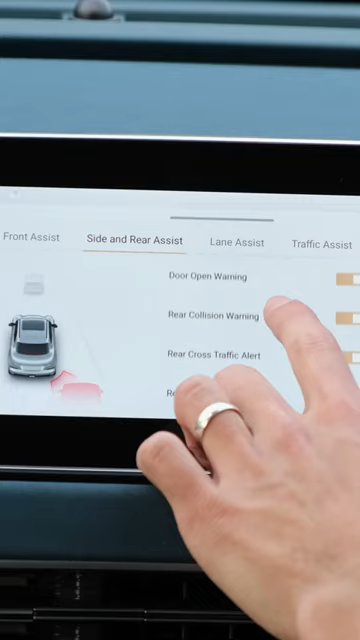 Front Assist
Side and Rear Assist
Lane Assist
Traffic Assist
Door Open Warning
Rear Collision Warning
Rear Cross Traffic Alert